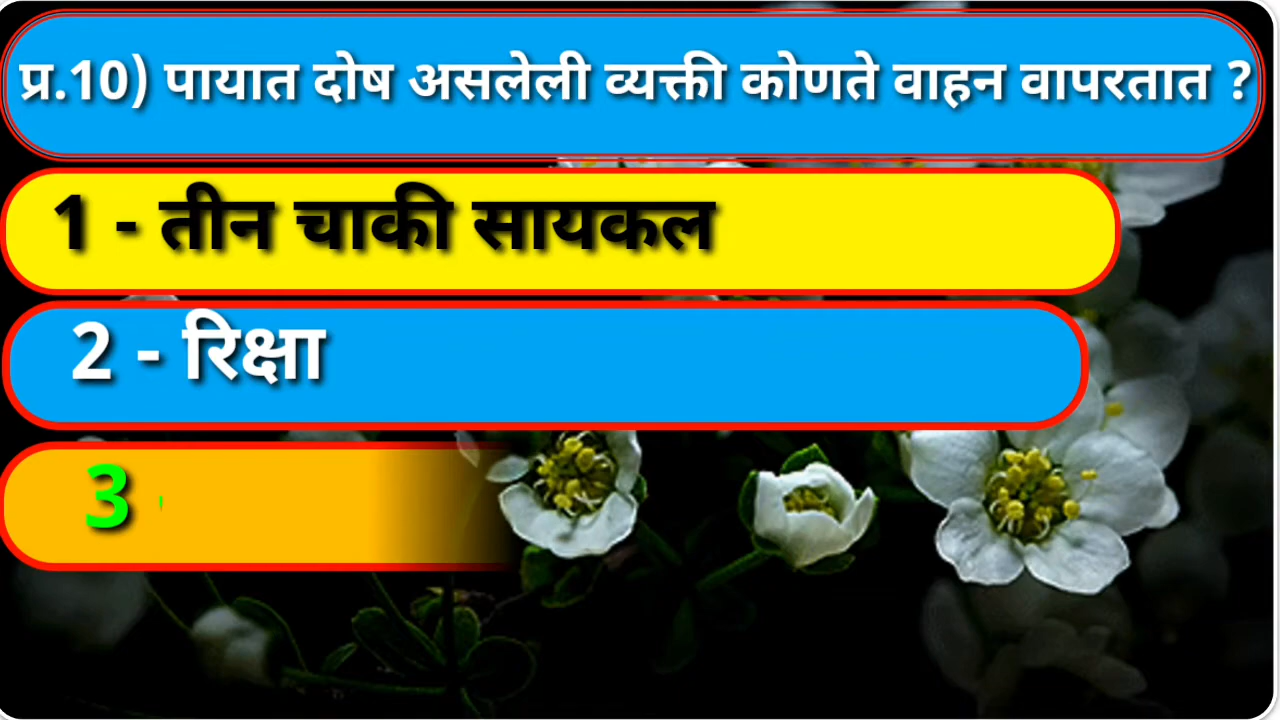 प्र.10) पायात दोष असलेली व्यक्ती कोणते वाहन वापरतात ?
1 - तीन चाकी सायकल
2 - रिक्षा
3